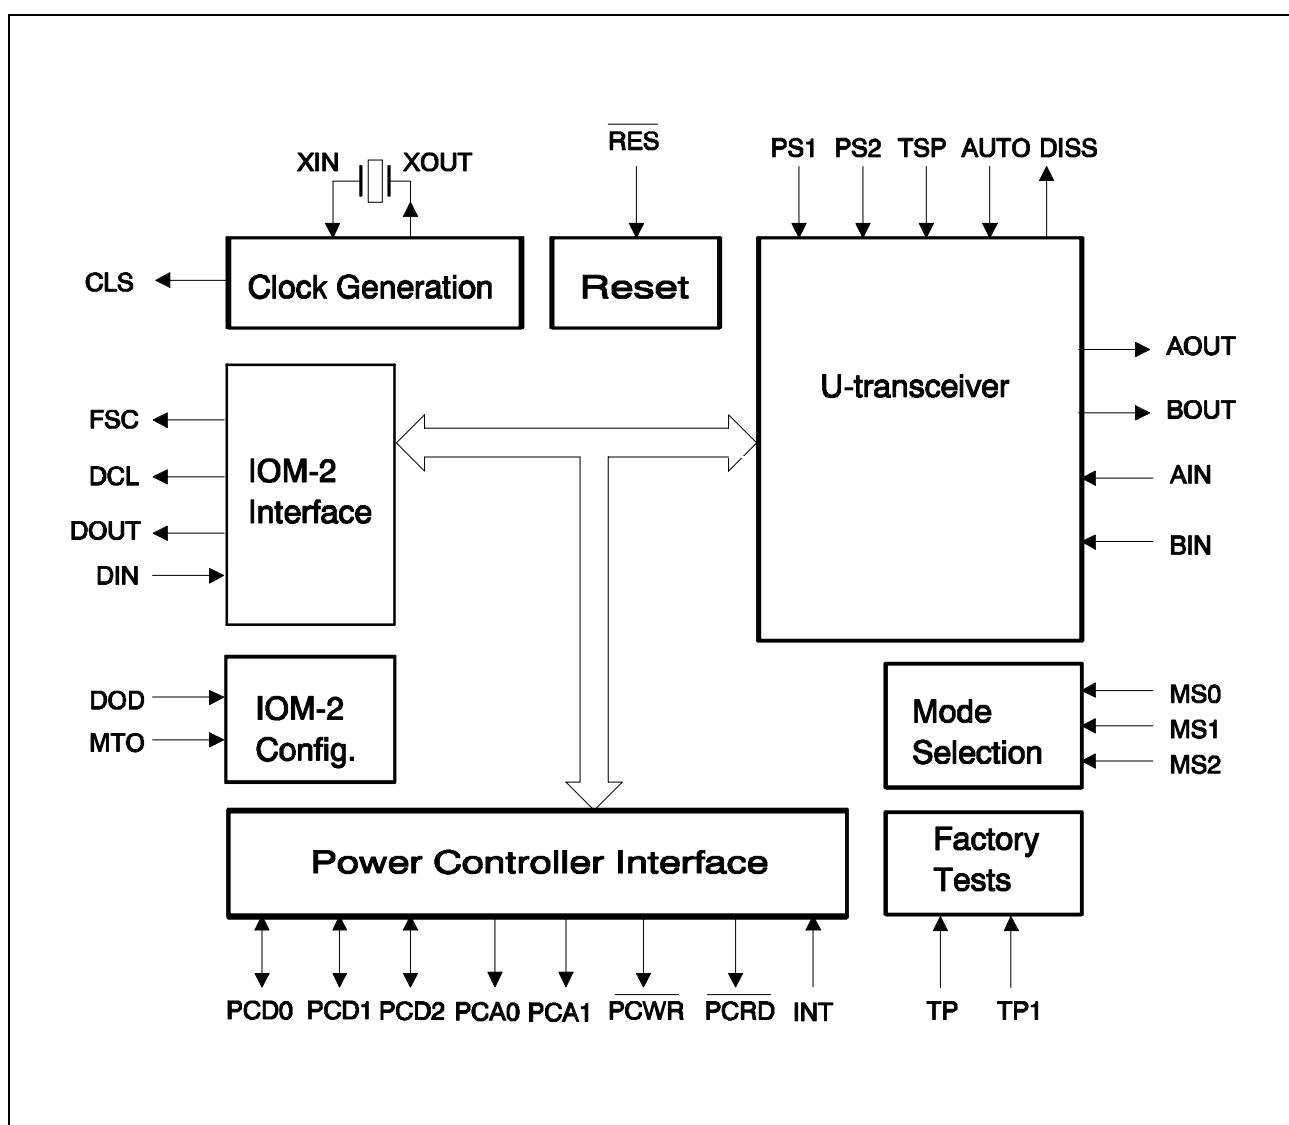 RES
PS1 PS2 TSP AUTO DISS
XIN XOUT
CLS
Clock Generation
Reset
U-transceiver
AOUT
BOUT
AIN
BIN
FSC
DCL
DOUT
DIN
IOM-2
Interface
DOD
MTO
IOM-2
Config.
Mode
Selection
MS0
MS1
MS2
Power Controller Interface
Factory
Tests
PCD0 PCD1 PCD2 PCA0 PCA1 PCWR PCRD INT TP TP1